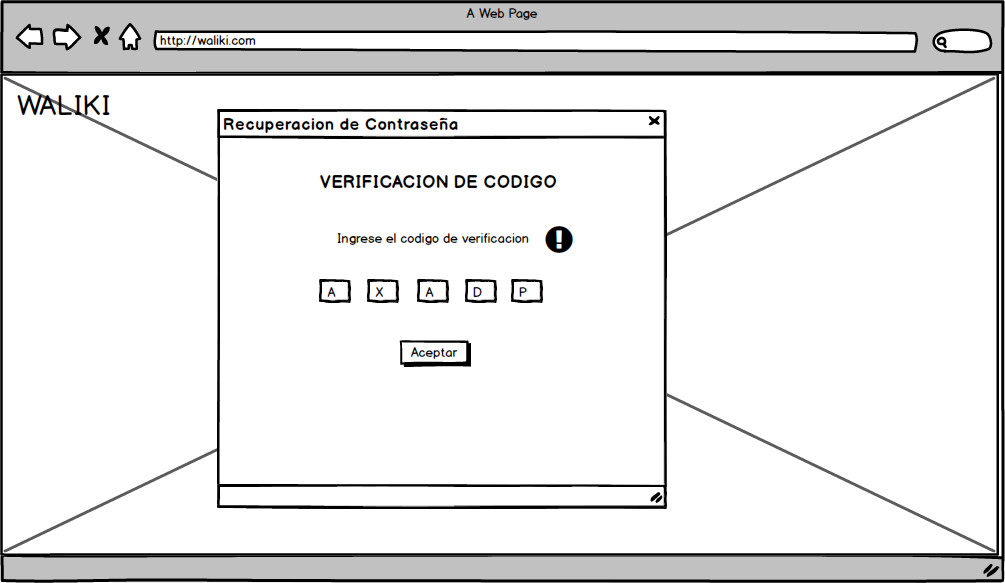 A Web Page
http://waliki.com
WALIKI
Recuperacion de Contraseña
VERIFICACION DE CODIGO
Ingrese el codigo de verificacion
A X A D P
Aceptar